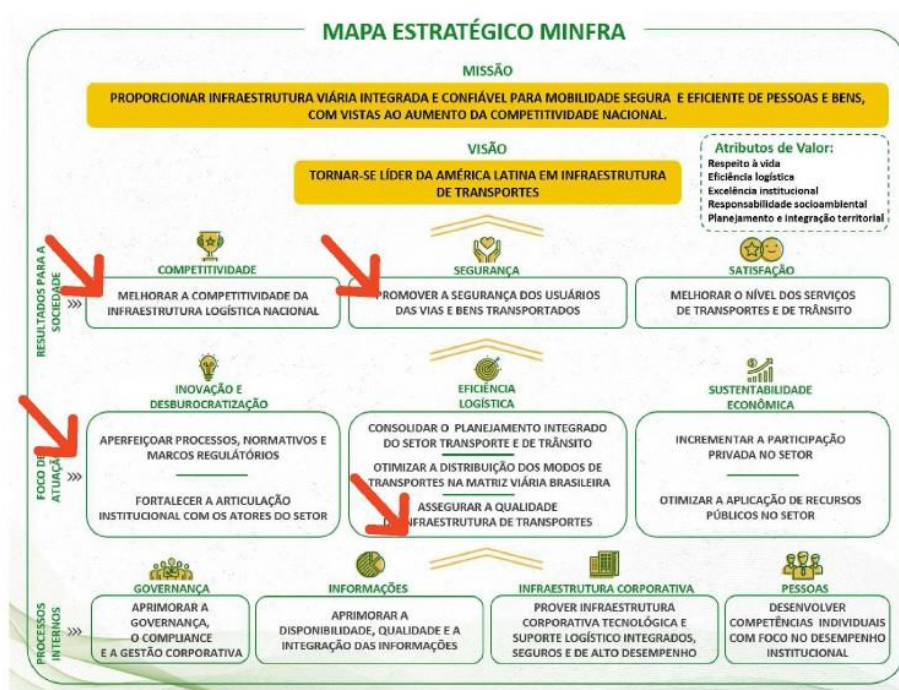 MAPA ESTRATÉGICO MINFRA
MISSÃO
PROPORCIONAR INFRAESTRUTURA VIÁRIA INTEGRADA E CONFIÁVEL PARA MOBILIDADE SEGURA E EFICIENTE DE PESSOAS E BENS,
COM VISTAS AO AUMENTO DA COMPETITIVIDADE NACIONAL.
VISÃO
TORNAR-SE LÍDER DA AMÉRICA LATINA EM INFRAESTRUTURA
DE TRANSPORTES
Atributos de Valor:
Respeito à vida
Eficiência logística
Excelência institucional
Responsabilidade socioambiental
Planejamento e integração territorial
RESULTADOS PARA A
SOCIEDADE
COMPETITIVIDADE
MELHORAR A COMPETITIVIDADE DA
INFRAESTRUTURA LOGÍSTICA NACIONAL
SEGURANÇA
PROMOVER A SEGURANÇA DOS USUÁRIOS
DAS VIAS E BENS TRANSPORTADOS
SATISFAÇÃO
MELHORAR O NÍVEL DOS SERVIÇOS
DE TRANSPORTES E DE TRÂNSITO
FOCO DE
ATUAÇÃO
INOVAÇÃO E
DESBUROCRATIZAÇÃO
APERFEIÇOAR PROCESSOS, NORMATIVOS E
MARCOS REGULATÓRIOS
FORTALECER A ARTICULAÇÃO
INSTITUCIONAL COM OS ATORES DO SETOR
EFICIÊNCIA
LOGÍSTICA
CONSOLIDAR O PLANEJAMENTO INTEGRADO
DO SETOR TRANSPORTE E DE TRÂNSITO
OTIMIZAR A DISTRIBUIÇÃO DOS MODOS DE
TRANSPORTES NA MATRIZ VIÁRIA BRASILEIRA
ASSEGURAR A QUALIDADE
INFRAESTRUTURA DE TRANSPORTES
SUSTENTABILIDADE
ECONÔMICA
INCREMENTAR A PARTICIPAÇÃO
PRIVADA NO SETOR
OTIMIZAR A APLICAÇÃO DE RECURSOS
PÚBLICOS NO SETOR
PROCESSOS
INTERNOS
GOVERNANÇA
APRIMORAR A
GOVERNANÇA,
O COMPLIANCE
E A GESTÃO CORPORATIVA
INFORMAÇÕES
APRIMORAR A
DISPONIBILIDADE, QUALIDADE E A
INTEGRAÇÃO DAS INFORMAÇÕES
INFRAESTRUTURA CORPORATIVA
PROVER INFRAESTRUTURA
CORPORATIVA TECNOLÓGICA E
SUPORTE LOGÍSTICO INTEGRADOS,
SEGUROS E DE ALTO DESEMPENHO
PESSOAS
DESENVOLVER
COMPETÊNCIAS INDIVIDUAIS
COM FOCO NO DESEMPENHO
INSTITUCIONAL